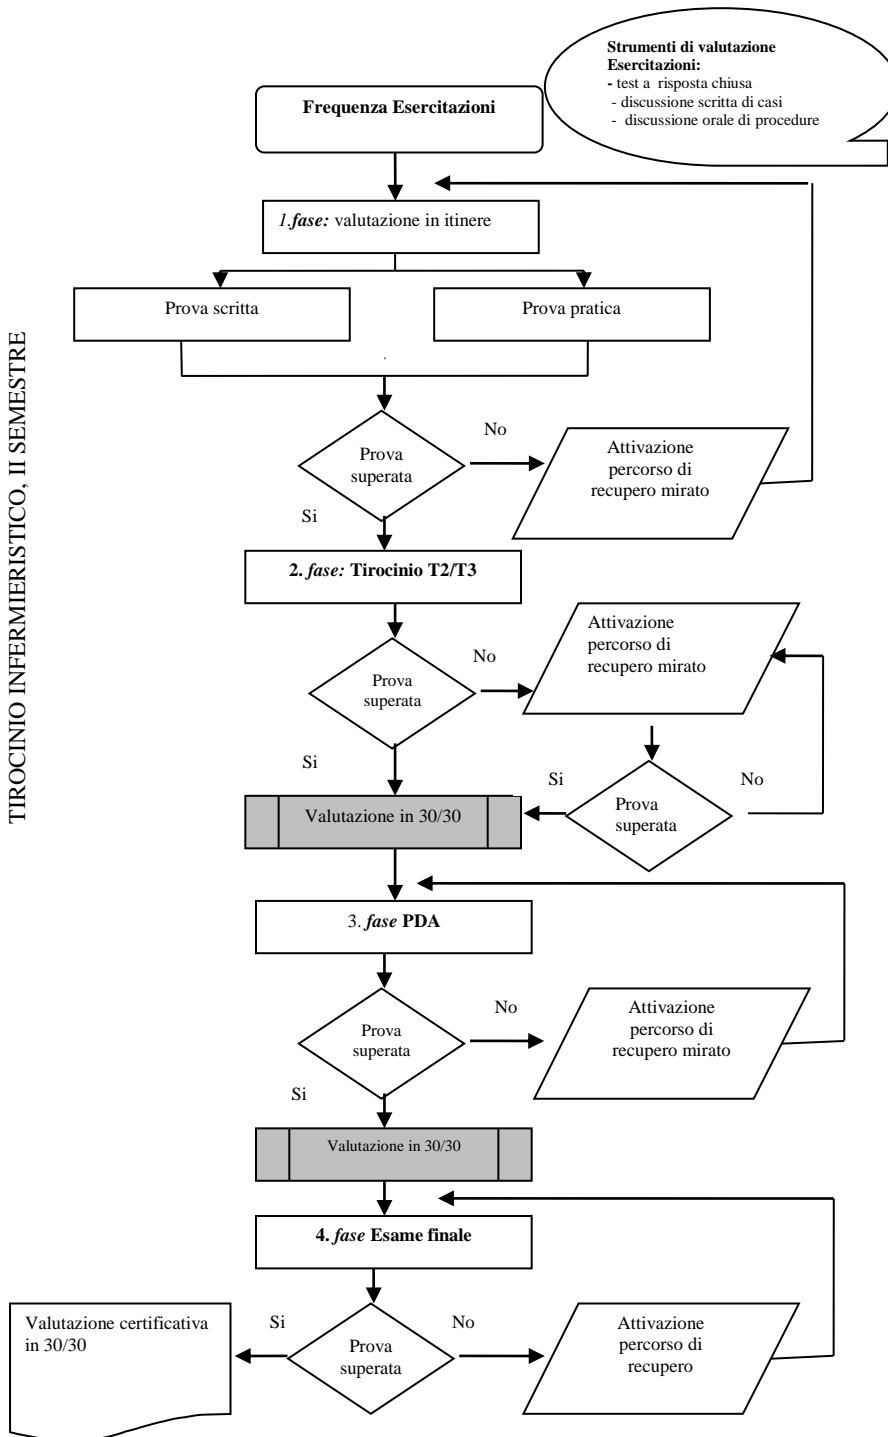 Strumenti di valutazione
Esercitazioni:
- test a risposta chiusa
- discussione scritta di casi
- discussione orale di procedure
Frequenza Esercitazioni
1.fase: valutazione in itinere
Prova scritta
Prova pratica
TIROCINIO INFERMIERISTICO, II SEMESTRE
Prova
superata
No
Attivazione
percorso di
recupero mirato
Si
2. fase: Tirocinio T2/T3
Prova
superata
No
Attivazione
percorso di
recupero mirato
Si
Valutazione in 30/30
Si
Prova
superata
No
3. fase PDA
Prova
superata
No
Attivazione
percorso di
recupero mirato
Si
Valutazione in 30/30
4. fase Esame finale
Valutazione certificativa
in 30/30
Si
Prova
superata
No
Attivazione
percorso di
recupero